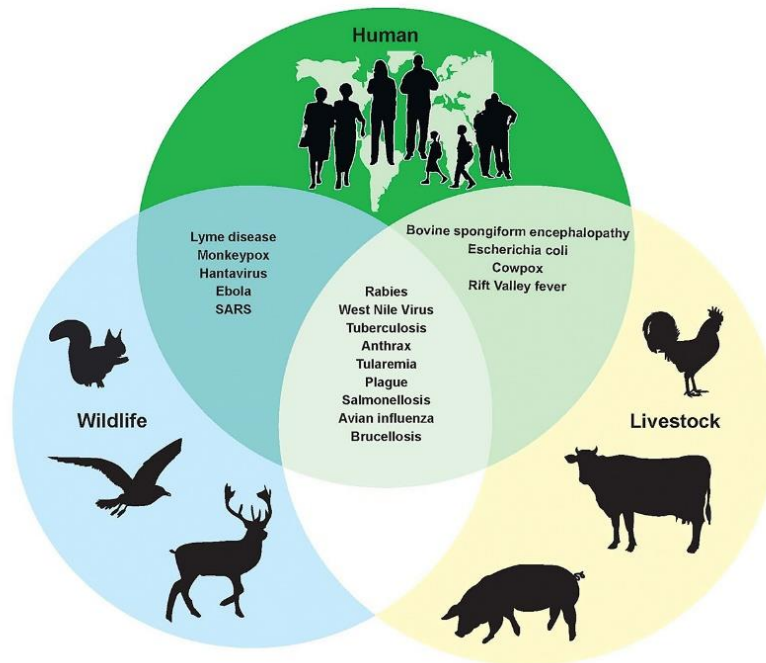 Human
Lyme disease
Monkeypox
Hantavirus
Ebola
SARS
Bovine spongiform encephalopathy
Escherichia coli
Cowpox
Rift Valley fever
Rabies
West Nile Virus
Tuberculosis
Anthrax
Tularemia
Plague
Salmonellosis
Avian influenza
Brucellosis
Wildlife
Livestock